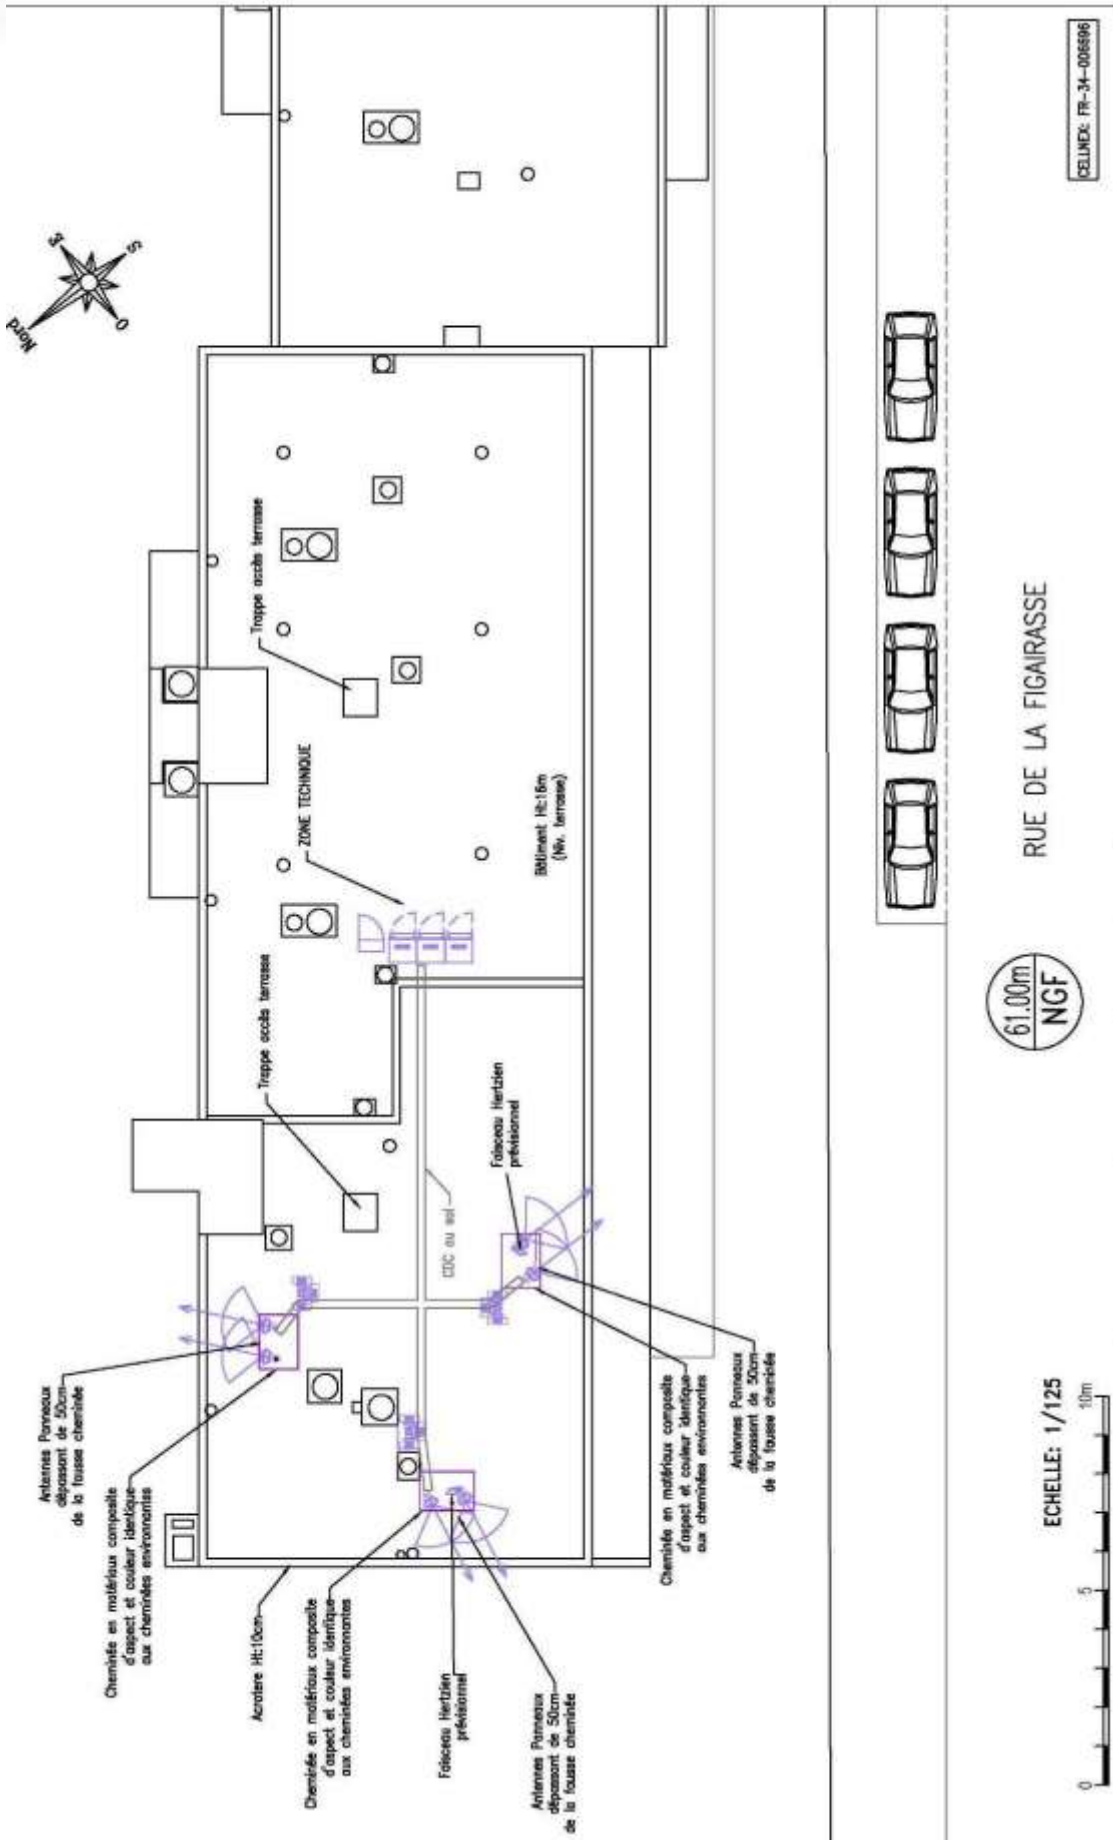 Antennes Panneaux
dépassant de 50cm
de la fausse cheminée
Cheminée en matériaux composite
d'aspect et couleur identique
aux cheminées environnantes
Acrotere Ht:10cm
Cheminée en matériaux composite
d'aspect et couleur identique
aux cheminées environnantes
Faisceau Hertzien
prévisionnel
Antennes Panneaux
dépassant de 50cm
de la fausse cheminée
Trappe accès terrasse
ZONE TECHNIQUE
Trappe accès terrasse
CDC au sol
Faisceau Hertzien
prévisionnel
Bâtiment Ht:16m
(Niv. terrasse)
Cheminée en matériaux composite
d'aspect et couleur identique
aux cheminées environnantes
Antennes Panneaux
dépassant de 50cm
de la fausse cheminée
Nord
E
S
O
RUE DE LA FIGAIRASSE
61.00m
NGF
ECHELLE: 1/125
0 5 10m
CELLNEX: FR-34-006696